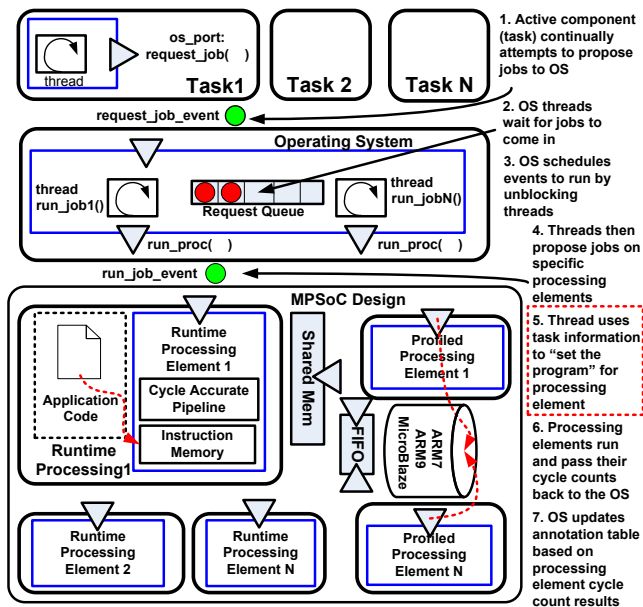 os_port:
request_job( )
thread
Task1
Task 2
Task N
request_job_event
1. Active component
(task) continually
attempts to propose
jobs to OS
2. OS threads
wait for jobs to
come in
3. OS schedules
events to run by
unblocking
threads
Operating System
thread
run_job1()
Request Queue
thread
run_jobN()
run_proc( )
run_proc( )
run_job_event
4. Threads then
propose jobs on
specific
processing
elements
5. Thread uses
task information
to “set the
program” for
processing
element
6. Processing
elements run
and pass their
cycle counts
back to the OS
7. OS updates
annotation table
based on
processing
element cycle
count results
MPSoC Design
Application
Code
Runtime
Processing1
Runtime
Processing
Element 1
Cycle Accurate
Pipeline
Instruction
Memory
Shared Mem
FIFO
Profiled
Processing
Element 1
ARM7
ARM9
MicroBlaze
Runtime
Processing
Element 2
Runtime
Processing
Element N
Profiled
Processing
Element N